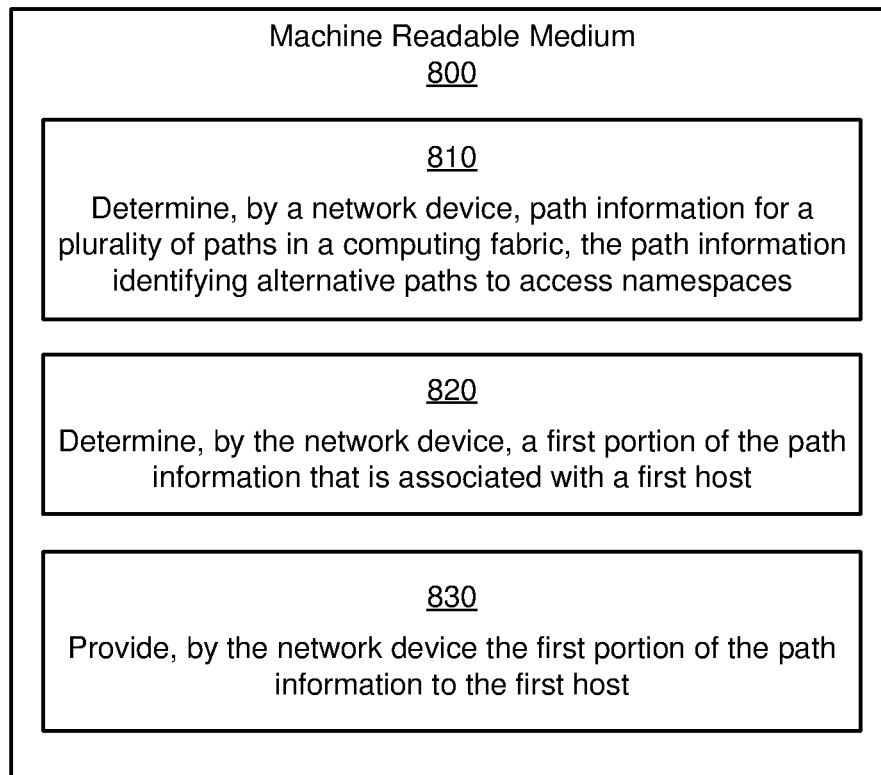 Machine Readable Medium
800
810
Determine, by a network device, path information for a
plurality of paths in a computing fabric, the path information
identifying alternative paths to access namespaces
820
Determine, by the network device, a first portion of the path
information that is associated with a first host
830
Provide, by the network device the first portion of the path
information to the first host